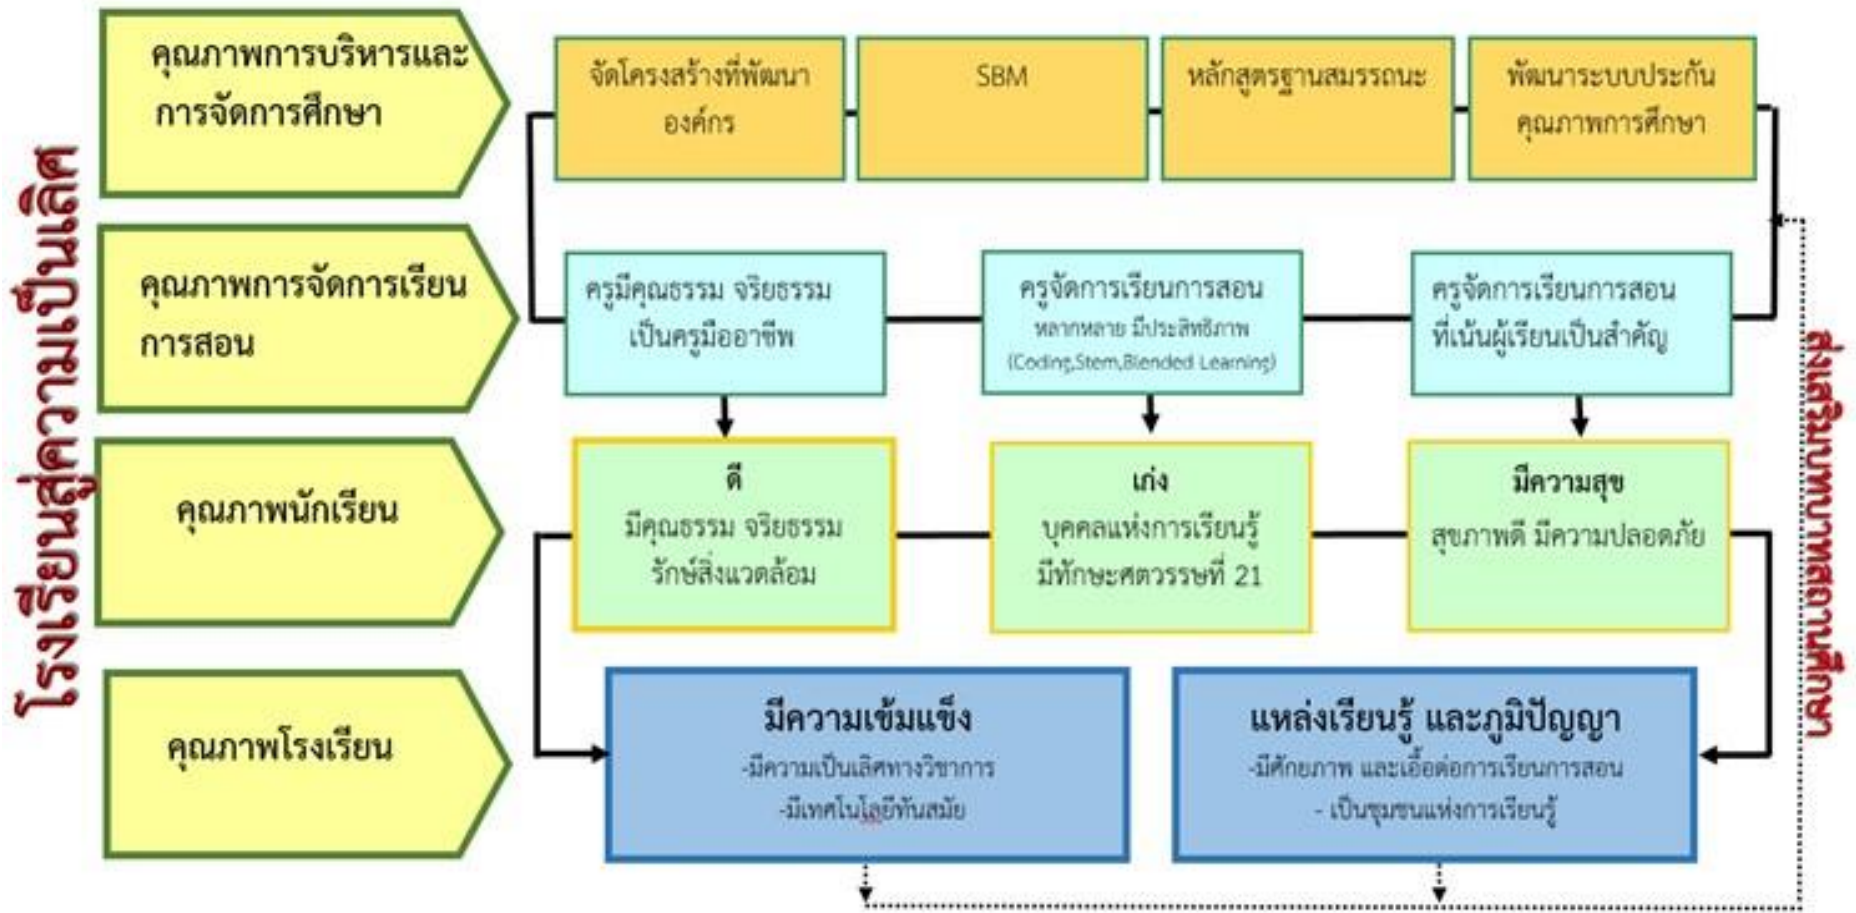 โรงเรียนสู่ความเป็นเลิศ
คุณภาพการบริหารและ
การจัดการศึกษา
จัดโครงสร้างที่พัฒนา
องค์กร
SBM
หลักสูตรฐานสมรรถนะ
พัฒนาระบบประกัน
คุณภาพการศึกษา
คุณภาพการจัดการเรียน
การสอน
ครูมีคุณธรรม จริยธรรม
เป็นครูมืออาชีพ
ครูจัดการเรียนการสอน
หลากหลาย มีประสิทธิภาพ
(Coding,Stem,Blended Learning)
ครูจัดการเรียนการสอน
ที่เน้นผู้เรียนเป็นสำคัญ
คุณภาพนักเรียน
ดี
มีคุณธรรม จริยธรรม
รักษ์สิ่งแวดล้อม
เก่ง
บุคคลแห่งการเรียนรู้
มีทักษะศตวรรษที่ 21
มีความสุข
สุขภาพดี มีความปลอดภัย
คุณภาพโรงเรียน
มีความเข้มแข็ง
-มีความเป็นเลิศทางวิชาการ
-มีเทคโนโลยีทันสมัย
แหล่งเรียนรู้ และภูมิปัญญา
-มีศักยภาพ และเอื้อต่อการเรียนการสอน
- เป็นชุมชนแห่งการเรียนรู้
ส่งเสริมบทบาทสถานศึกษา